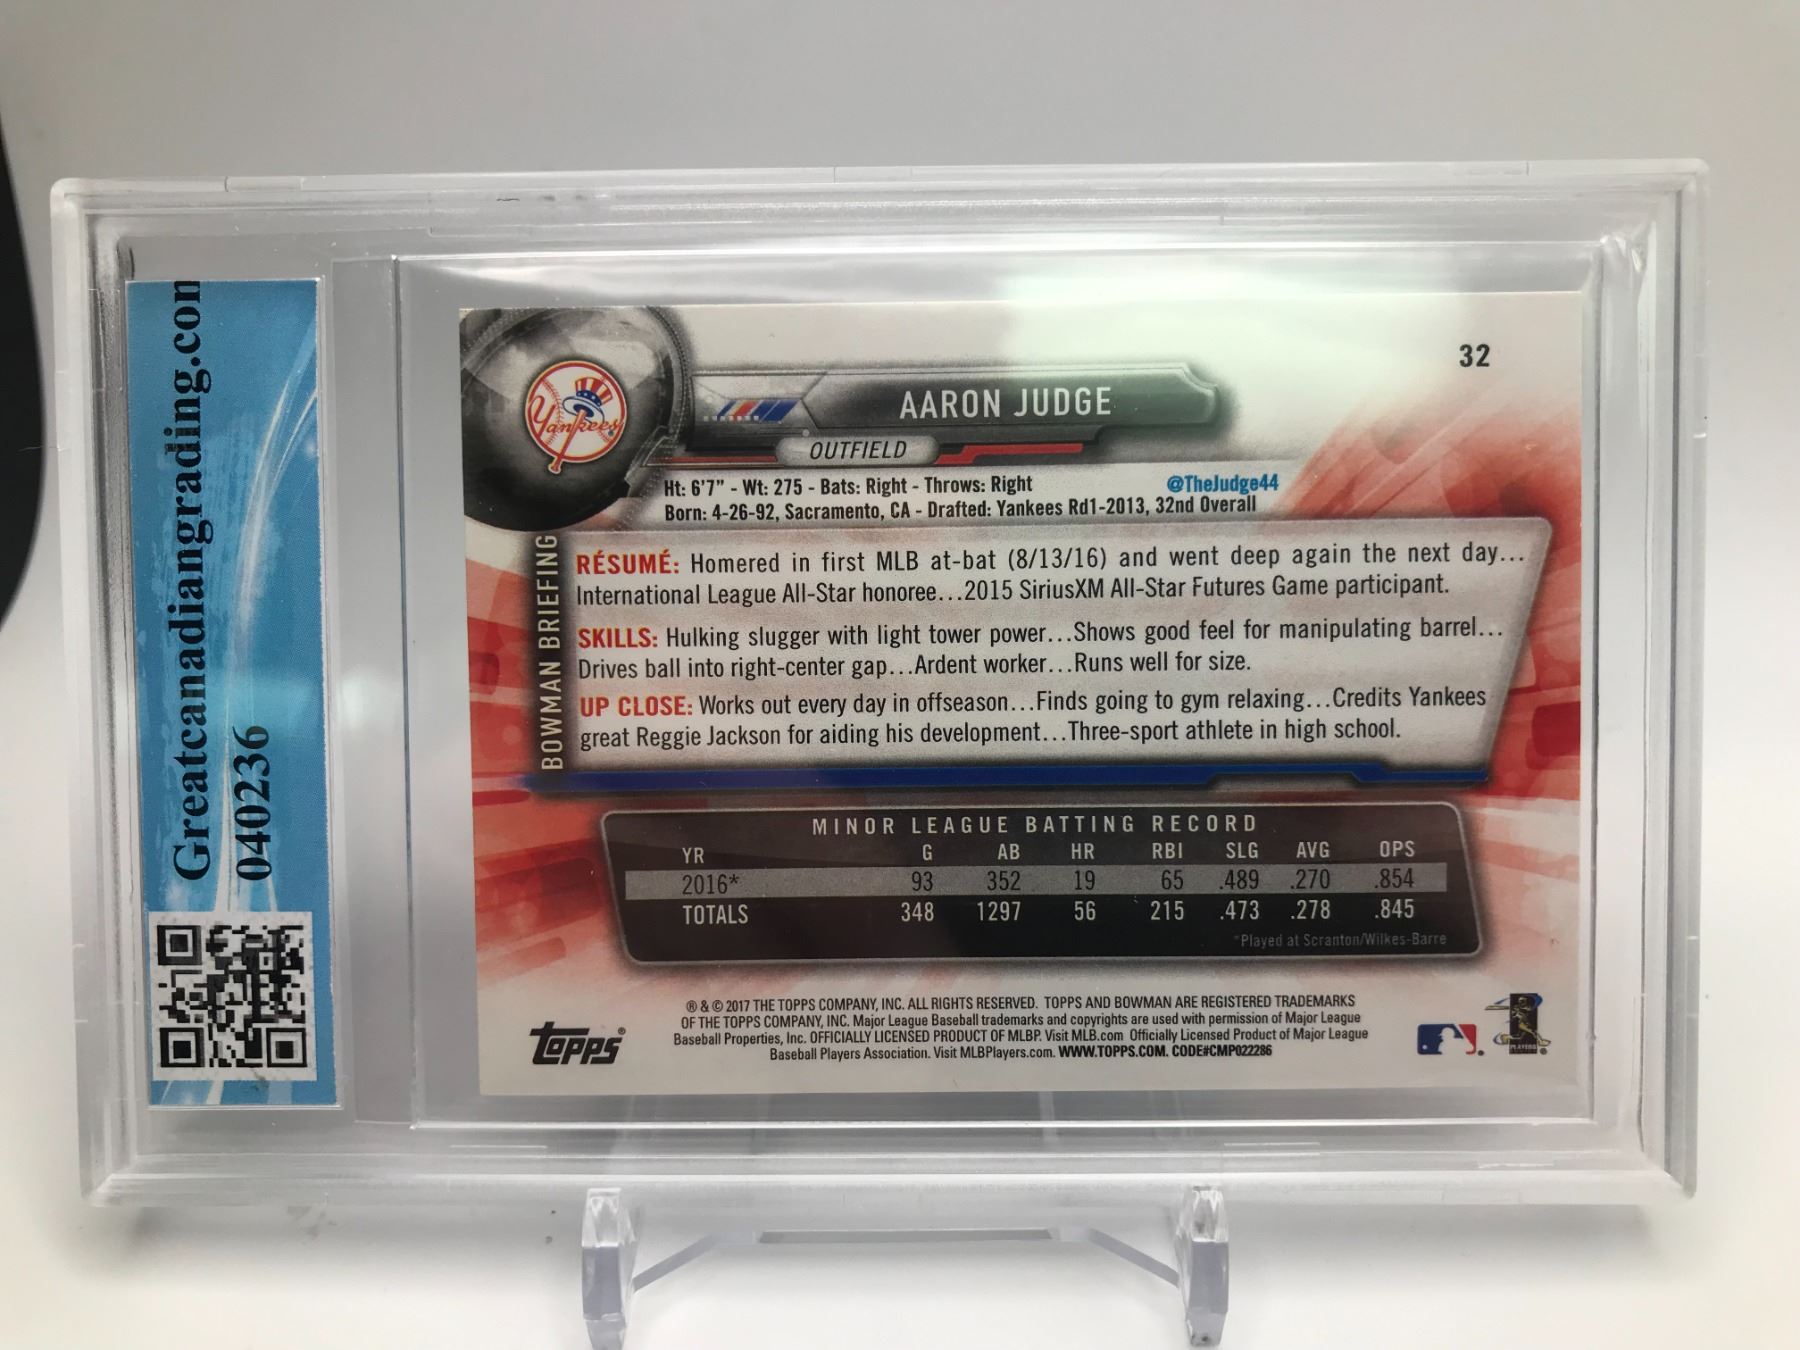 Greatcanadiangrading.com
040236
32
Yankees
AARON JUDGE
OUTFIELD
Ht: 6'7" - Wt: 275 - Bats: Right - Throws: Right
@TheJudge44
Born: 4-26-92, Sacramento, CA - Drafted: Yankees Rd1-2013, 32nd Overall
BOWMAN BRIEFING
RÉSUMÉ: Homered in first MLB at-bat (8/13/16) and went deep again the next day...
International League All-Star honoree...2015 SiriusXM All-Star Futures Game participant.
SKILLS: Hulking slugger with light tower power...Shows good feel for manipulating barrel...
Drives ball into right-center gap...Ardent worker...Runs well for size.
UP CLOSE: Works out every day in offseason...Finds going to gym relaxing...Credits Yankees
great Reggie Jackson for aiding his development...Three-sport athlete in high school.
MINOR LEAGUE BATTING RECORD
YR G AB HR RBI SLG AVG OPS
2016* 93 352 19 65 .489 .270 .854
TOTALS 348 1297 56 215 .473 .278 .845
*Played at Scranton/Wilkes-Barre
® & © 2017 THE TOPPS COMPANY, INC. ALL RIGHTS RESERVED. TOPPS AND BOWMAN ARE REGISTERED TRADEMARKS
OF THE TOPPS COMPANY, INC. Major League Baseball trademarks and copyrights are used with permission of Major League
Baseball Properties, Inc. OFFICIALLY LICENSED PRODUCT OF MLBP. Visit MLB.com Officially Licensed Product of Major League
Baseball Players Association. Visit MLBPlayers.com. WWW.TOPPS.COM. CODE#CMP022286
Topps®
PLAYERS